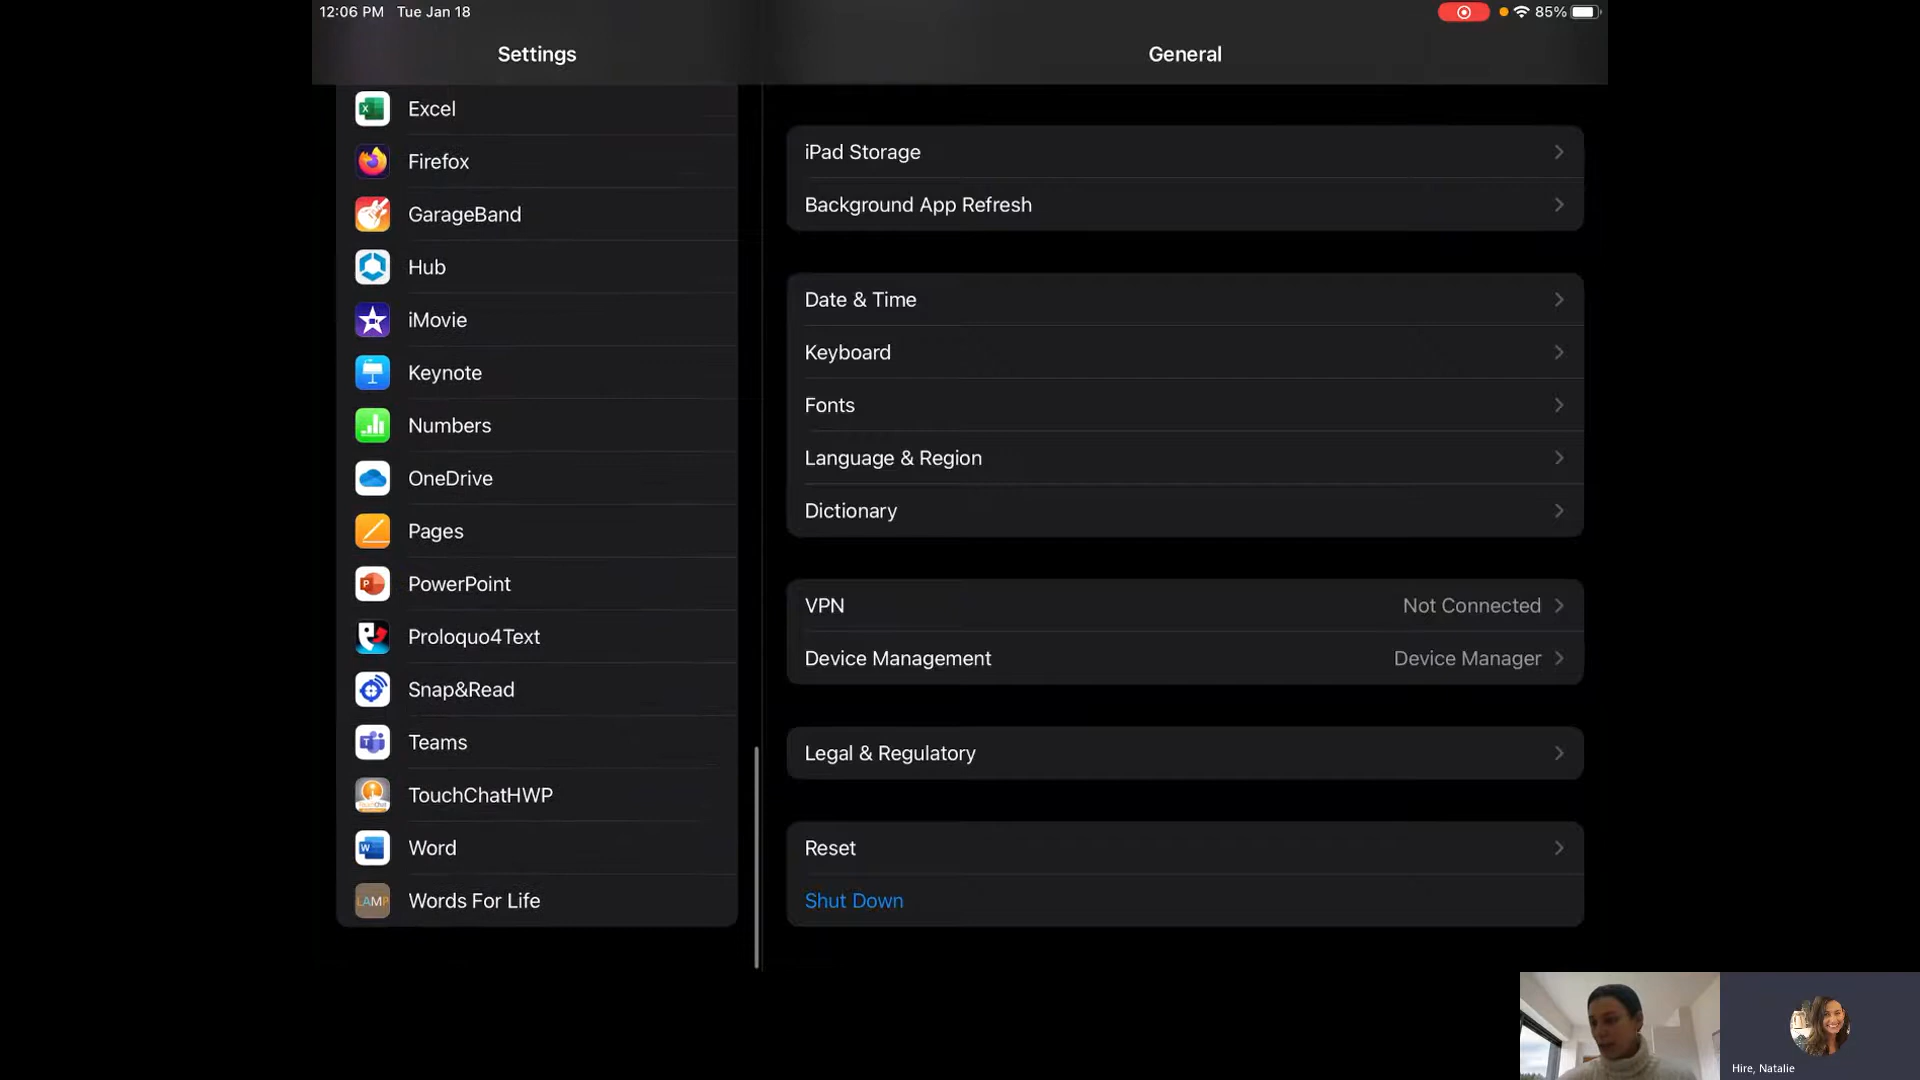 12:06 PM Tue Jan 18
85%
Settings
General
Excel
Firefox
GarageBand
Hub
iMovie
Keynote
Numbers
OneDrive
Pages
PowerPoint
Proloquo4Text
Snap&Read
Teams
TouchChatHWP
Word
LAMP
Words For Life
iPad Storage
Background App Refresh
Date & Time
Keyboard
Fonts
Language & Region
Dictionary
VPN Not Connected
Device Management Device Manager
Legal & Regulatory
Reset
Shut Down
Hire, Natalie